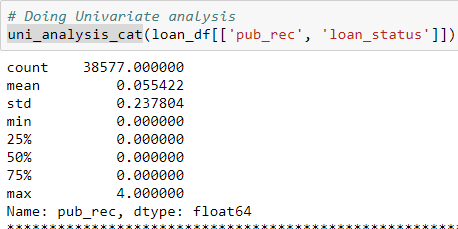 # Doing Univariate analysis
uni_analysis_cat(loan_df[['pub_rec', 'loan_status']])
count    38577.000000
mean         0.055422
std          0.237804
min          0.000000
25%          0.000000
50%          0.000000
75%          0.000000
max          4.000000
Name: pub_rec, dtype: float64
******************************************************